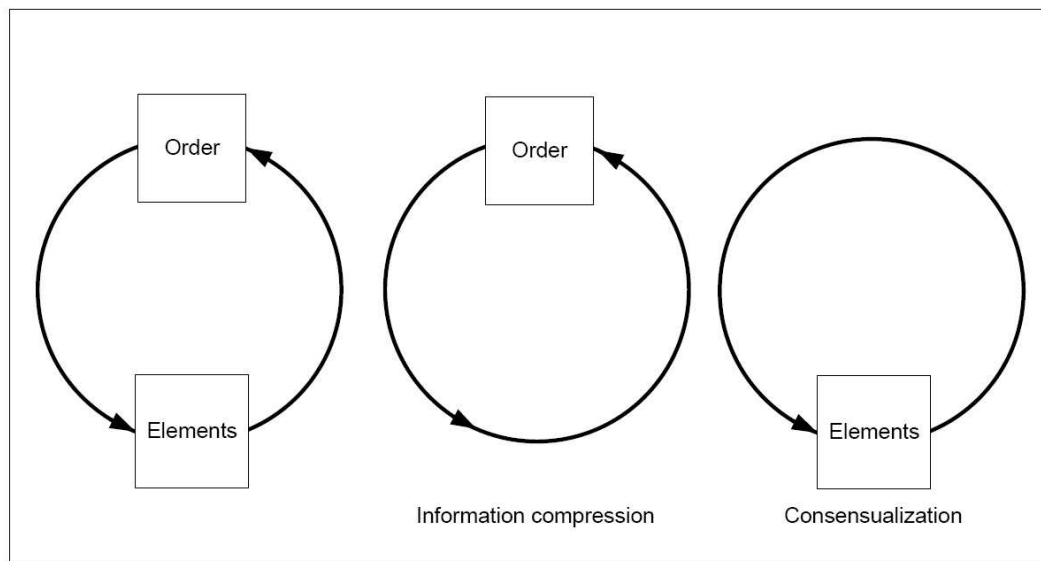 Order
Order
Elements
Elements
Information compression
Consensualization